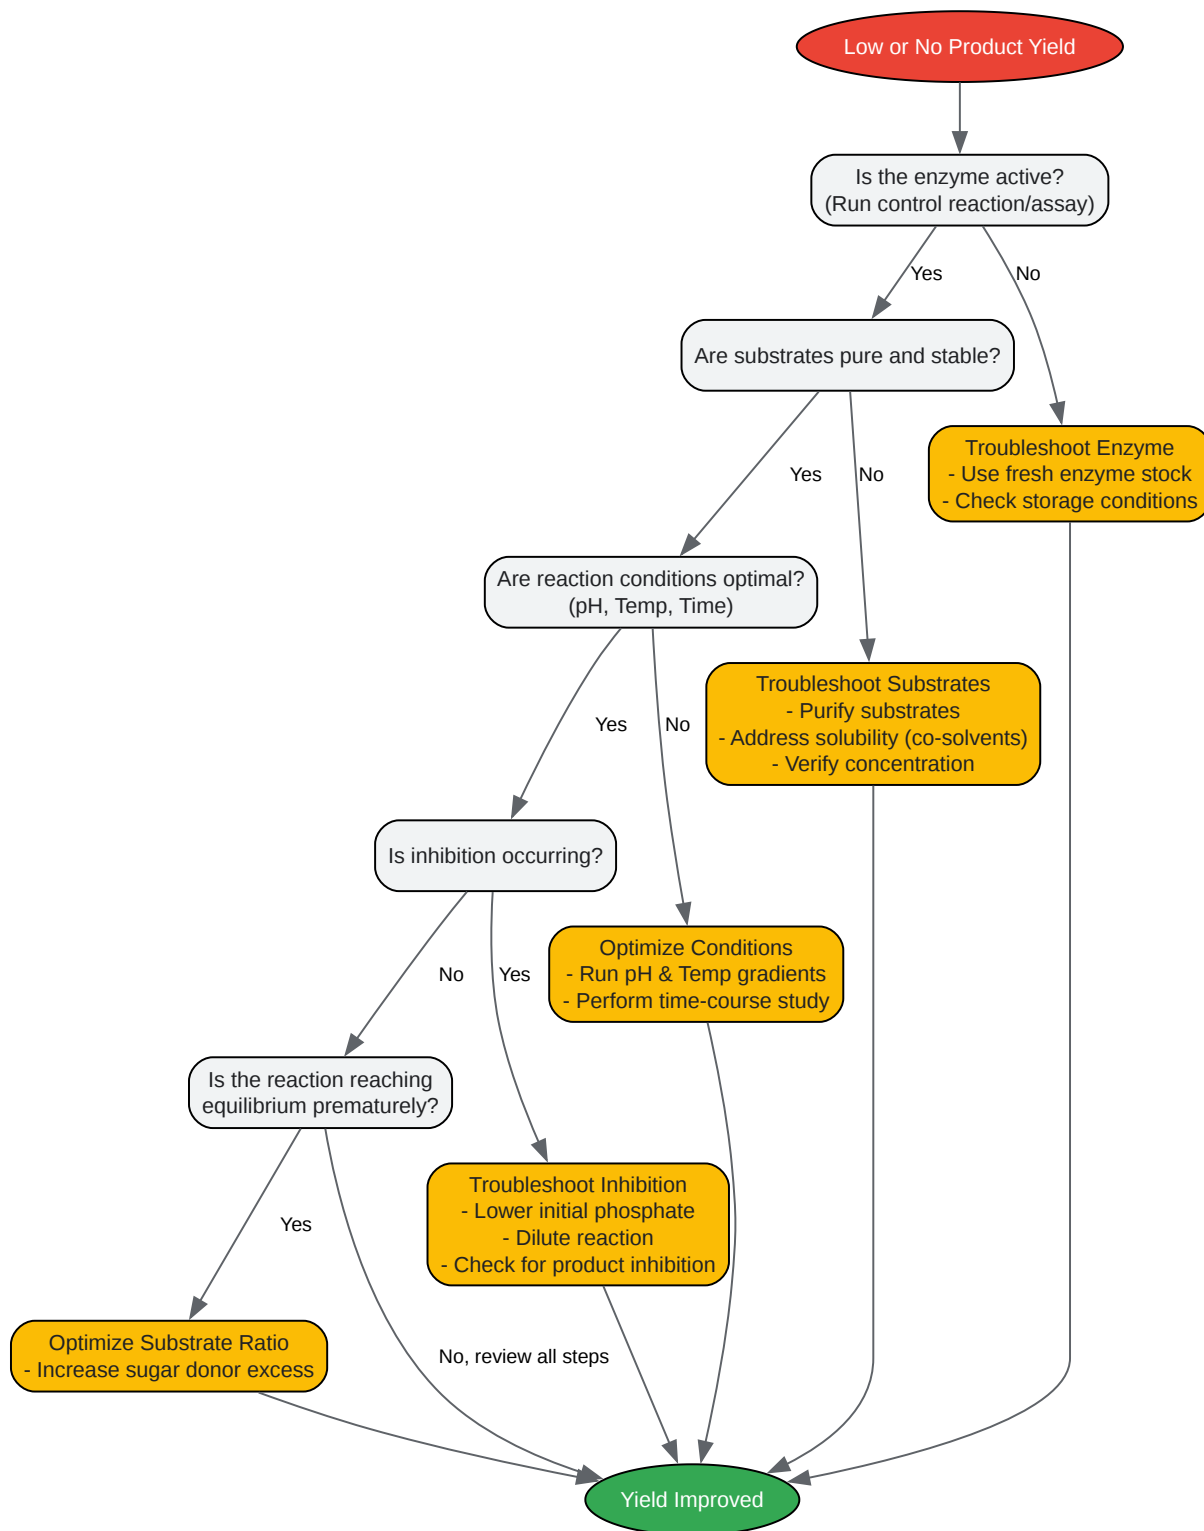 Low or No Product Yield
Is the enzyme active?
(Run control reaction/assay)
Yes
No
Are substrates pure and stable?
Yes
No
Troubleshoot Enzyme
- Use fresh enzyme stock
- Check storage conditions
Are reaction conditions optimal?
(pH, Temp, Time)
Yes
No
Troubleshoot Substrates
- Purify substrates
- Address solubility (co-solvents)
- Verify concentration
Is inhibition occurring?
No
Yes
Optimize Conditions
- Run pH & Temp gradients
- Perform time-course study
Is the reaction reaching
equilibrium prematurely?
Yes
No, review all steps
Troubleshoot Inhibition
- Lower initial phosphate
- Dilute reaction
- Check for product inhibition
Optimize Substrate Ratio
- Increase sugar donor excess
Yield Improved